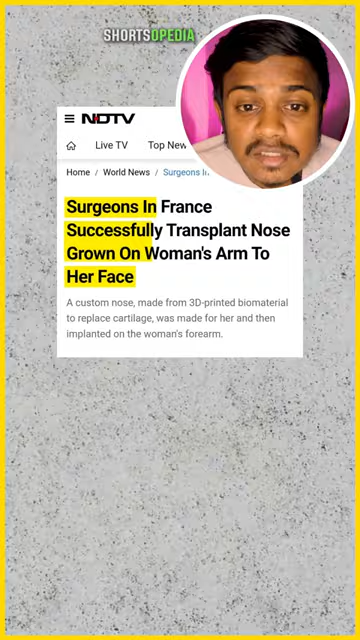 SHORTSOPEDIA
NDTV
Live TV Top New
Home / World News / Surgeons In
Surgeons In France
Successfully Transplant Nose
Grown On Woman's Arm To
Her Face
A custom nose, made from 3D-printed biomaterial
to replace cartilage, was made for her and then
implanted on the woman's forearm.